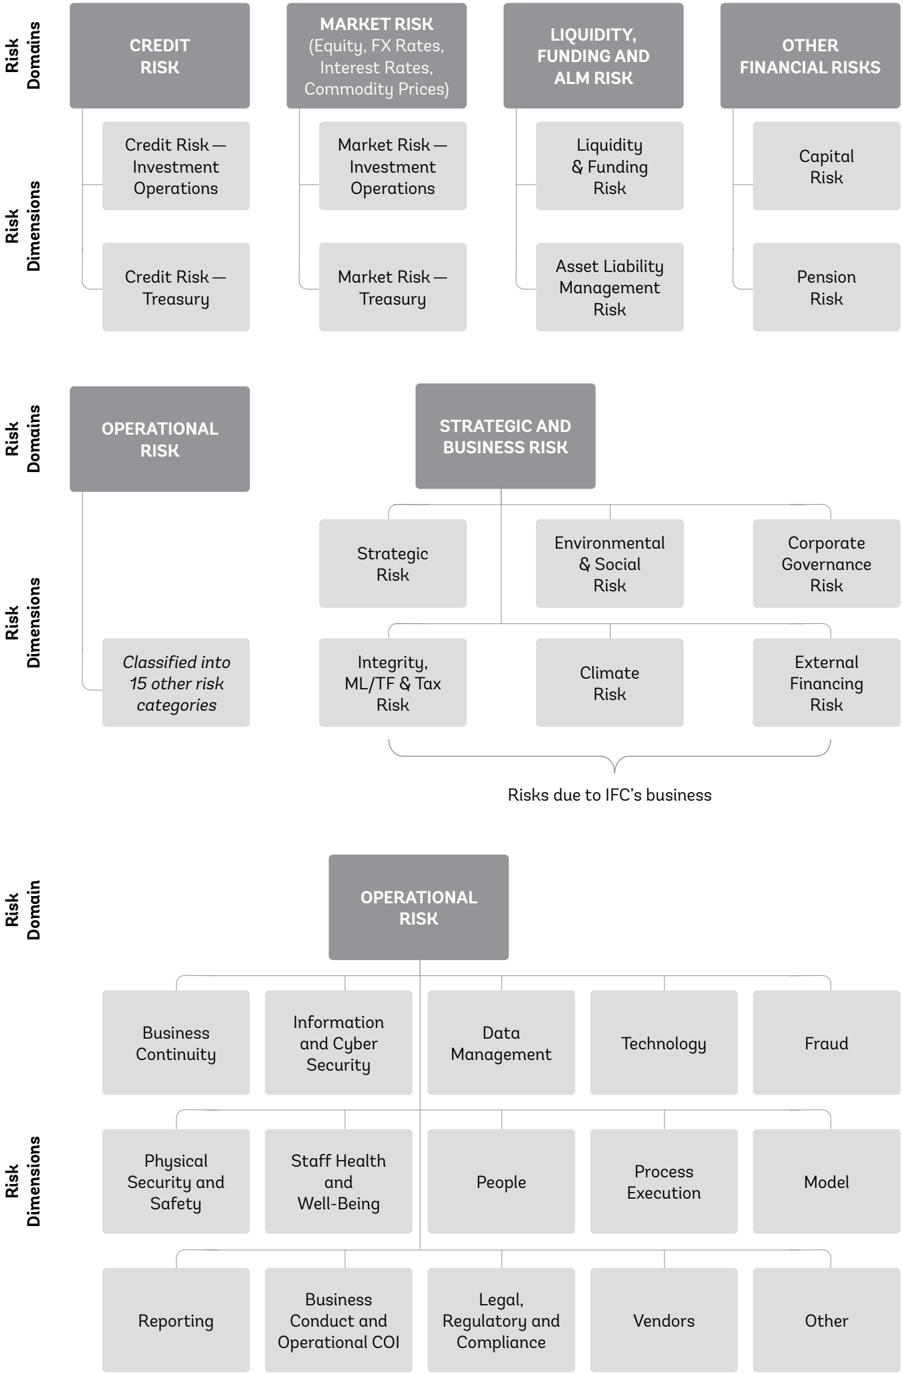 Risk
Domains
CREDIT
RISK
MARKET RISK
(Equity, FX Rates,
Interest Rates,
Commodity Prices)
LIQUIDITY,
FUNDING AND
ALM RISK
OTHER
FINANCIAL RISKS
Risk
Dimensions
Credit Risk —
Investment
Operations
Market Risk —
Investment
Operations
Liquidity
& Funding
Risk
Capital
Risk
Credit Risk —
Treasury
Market Risk —
Treasury
Asset Liability
Management
Risk
Pension
Risk
Risk
Domains
OPERATIONAL
RISK
STRATEGIC AND
BUSINESS RISK
Risk
Dimensions
Strategic
Risk
Environmental
& Social
Risk
Corporate
Governance
Risk
Classified into
15 other risk
categories
Integrity,
ML/TF & Tax
Risk
Climate
Risk
External
Financing
Risk
Risks due to IFC’s business
Risk
Domain
OPERATIONAL
RISK
Risk
Dimensions
Business
Continuity
Information
and Cyber
Security
Data
Management
Technology
Fraud
Physical
Security and
Safety
Staff Health
and
Well-Being
People
Process
Execution
Model
Reporting
Business
Conduct and
Operational COI
Legal,
Regulatory and
Compliance
Vendors
Other